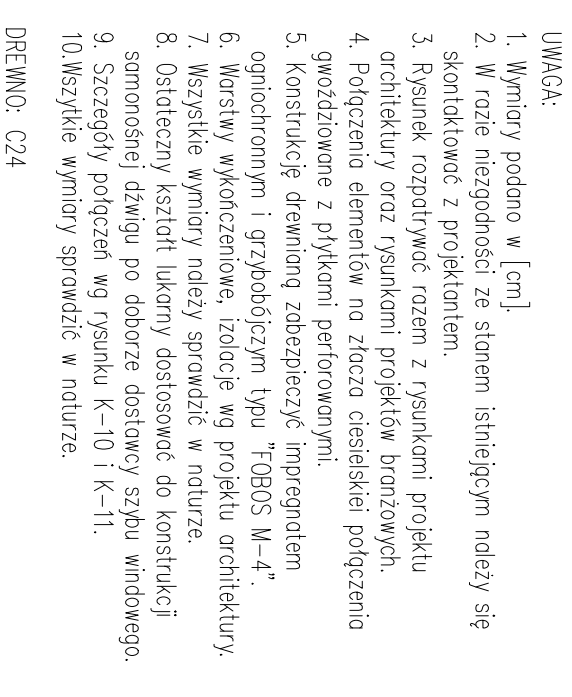 UWAGA:
1. Wymiary podano w [cm].
2. W razie niezgodności ze stanem istniejącym należy się
skontaktować z projektantem.
3. Rysunek rozpatrywać razem z rysunkami projektu
architektury oraz rysunkami projektów branżowych.
4. Połączenia elementów na złacza ciesielskiei połączenia
gwoździowane z płytkami perforowanymi.
5. Konstrukcję drewnianą zabezpieczyć impregnatem
ogniochronnym i grzybobójczym typu "FOBOS M-4".
6. Warstwy wykończeniowe, izolacje wg projektu architektury.
7. Wszystkie wymiary należy sprawdzić w naturze.
8. Ostateczny kształt lukarny dostosować do konstrukcji
samonośnej dźwigu po doborze dostawcy szybu windowego.
9. Szczegóły połączeń wg rysunku K-10 i K-11.
10.Wszytkie wymiary sprawdzić w naturze.
DREWNO: C24